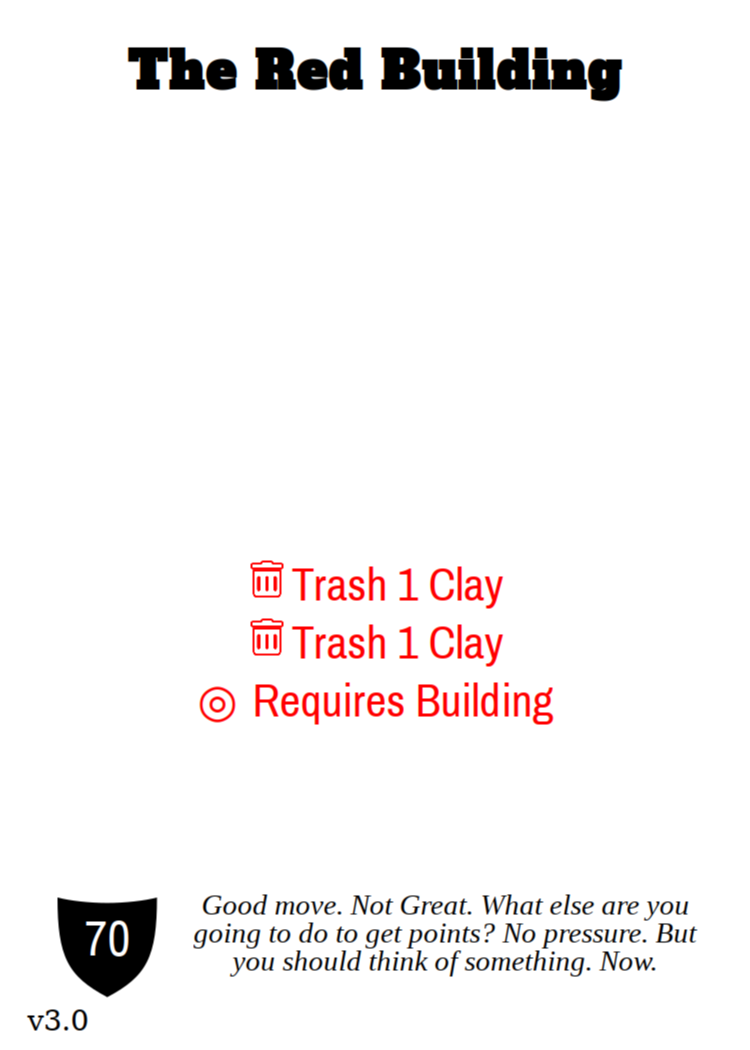 The Red Building
Trash 1 Clay
Trash 1 Clay
Requires Building
70
Good move. Not Great. What else are you
going to do to get points? No pressure. But
you should think of something. Now.
v3.0